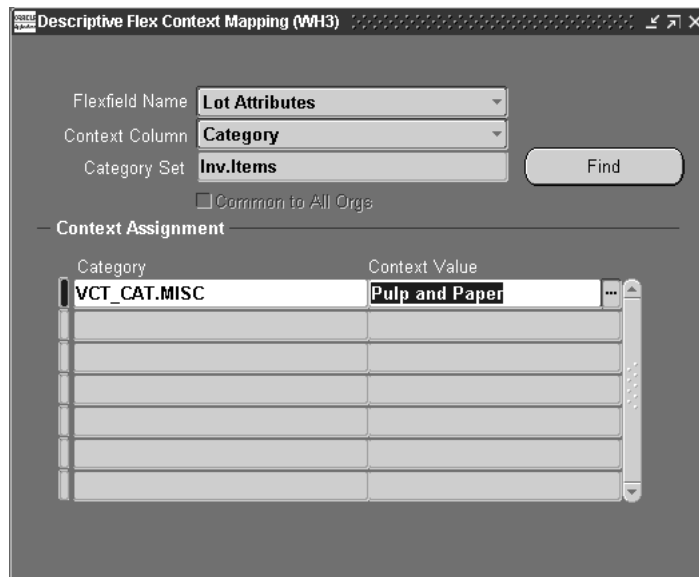 ORACLE
Descriptive Flex Context Mapping (WH3)
Flexfield Name Lot Attributes
Context Column Category
Category Set Inv.Items Find
Common to All Orgs
Context Assignment
Category Context Value
VCT_CAT.MISC Pulp and Paper ...